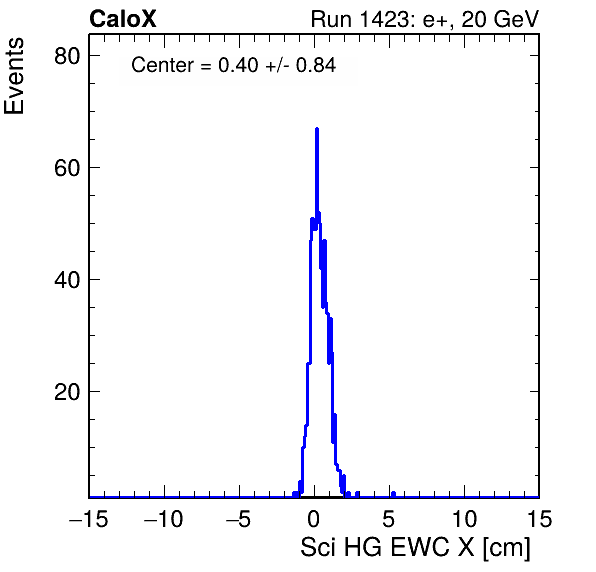 CaloX Run 1423: e+, 20 GeV
Center = 0.40 +/- 0.84
Events
80
60
40
20
−15 −10 −5 0 5 10 15
Sci HG EWC X [cm]